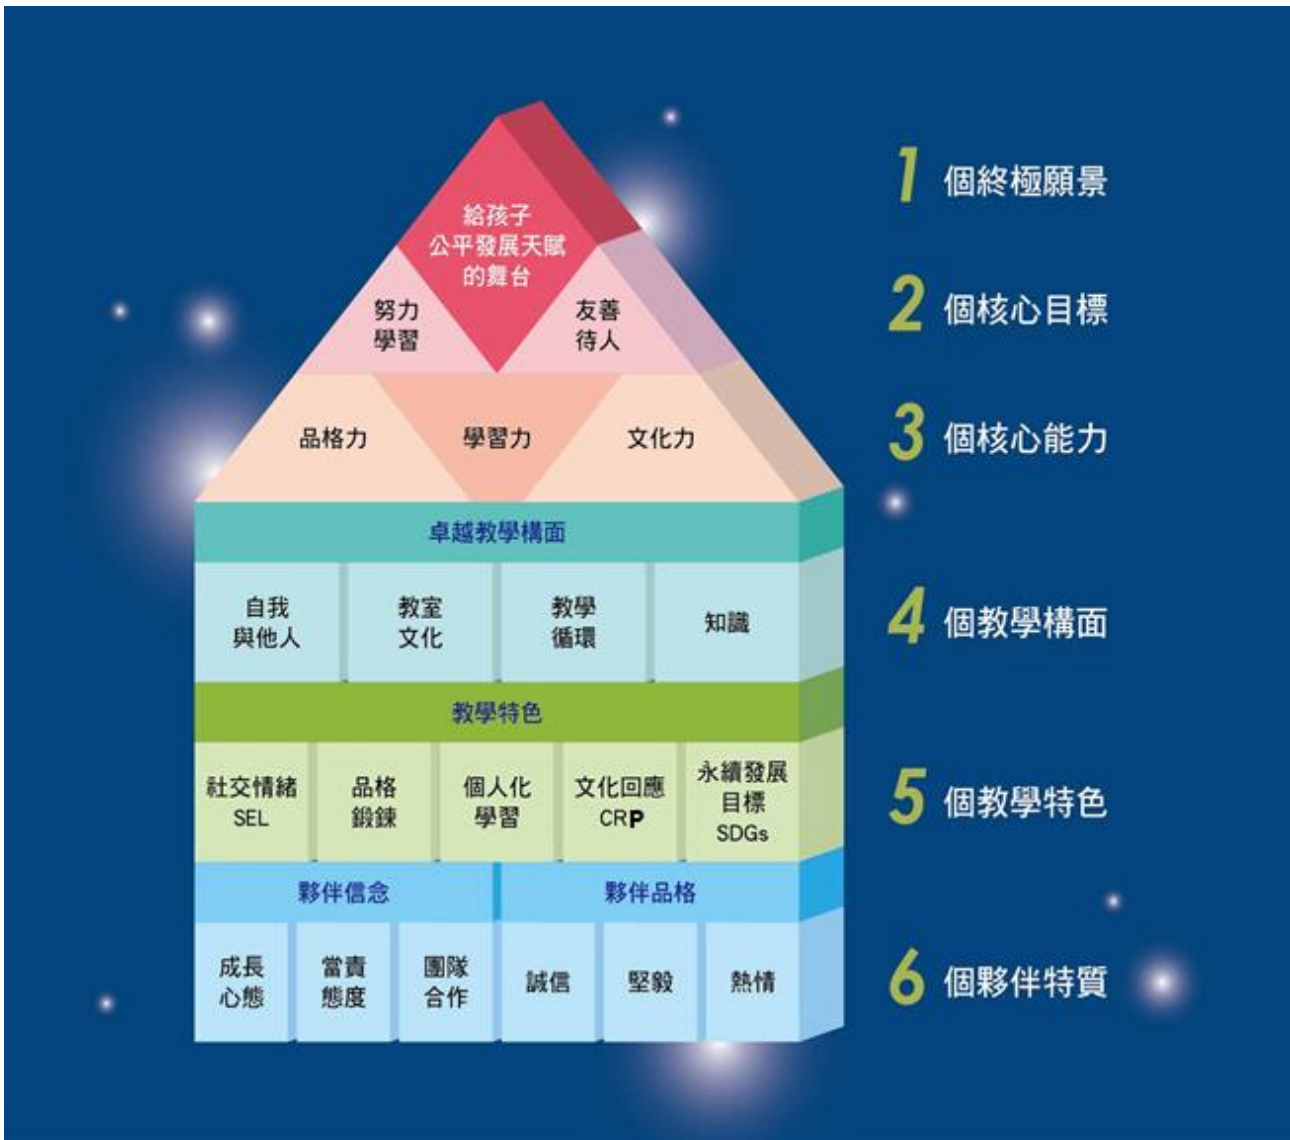 給孩子
公平發展天賦
的舞台
1 個終極願景
努力
學習
友善
待人
2 個核心目標
品格力
學習力
文化力
3 個核心能力
卓越教學構面
自我
與他人
教室
文化
教學
循環
知識
4 個教學構面
教學特色
社交情緒
SEL
品格
鍛鍊
個人化
學習
文化回應
CRP
永續發展
目標
SDGs
5 個教學特色
夥伴信念
夥伴品格
成長
心態
當責
態度
團隊
合作
誠信
堅毅
熱情
6 個夥伴特質